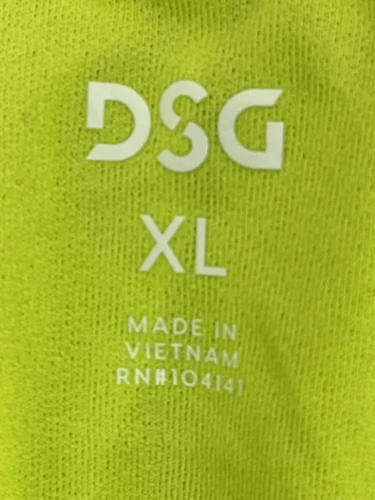 DSG
XL
MADE IN
VIETNAM
RN#104141